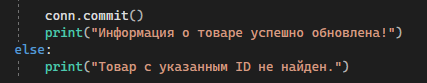 conn.commit()
print("Информация о товаре успешно обновлена!")
else:
print("Товар с указанным ID не найден.")